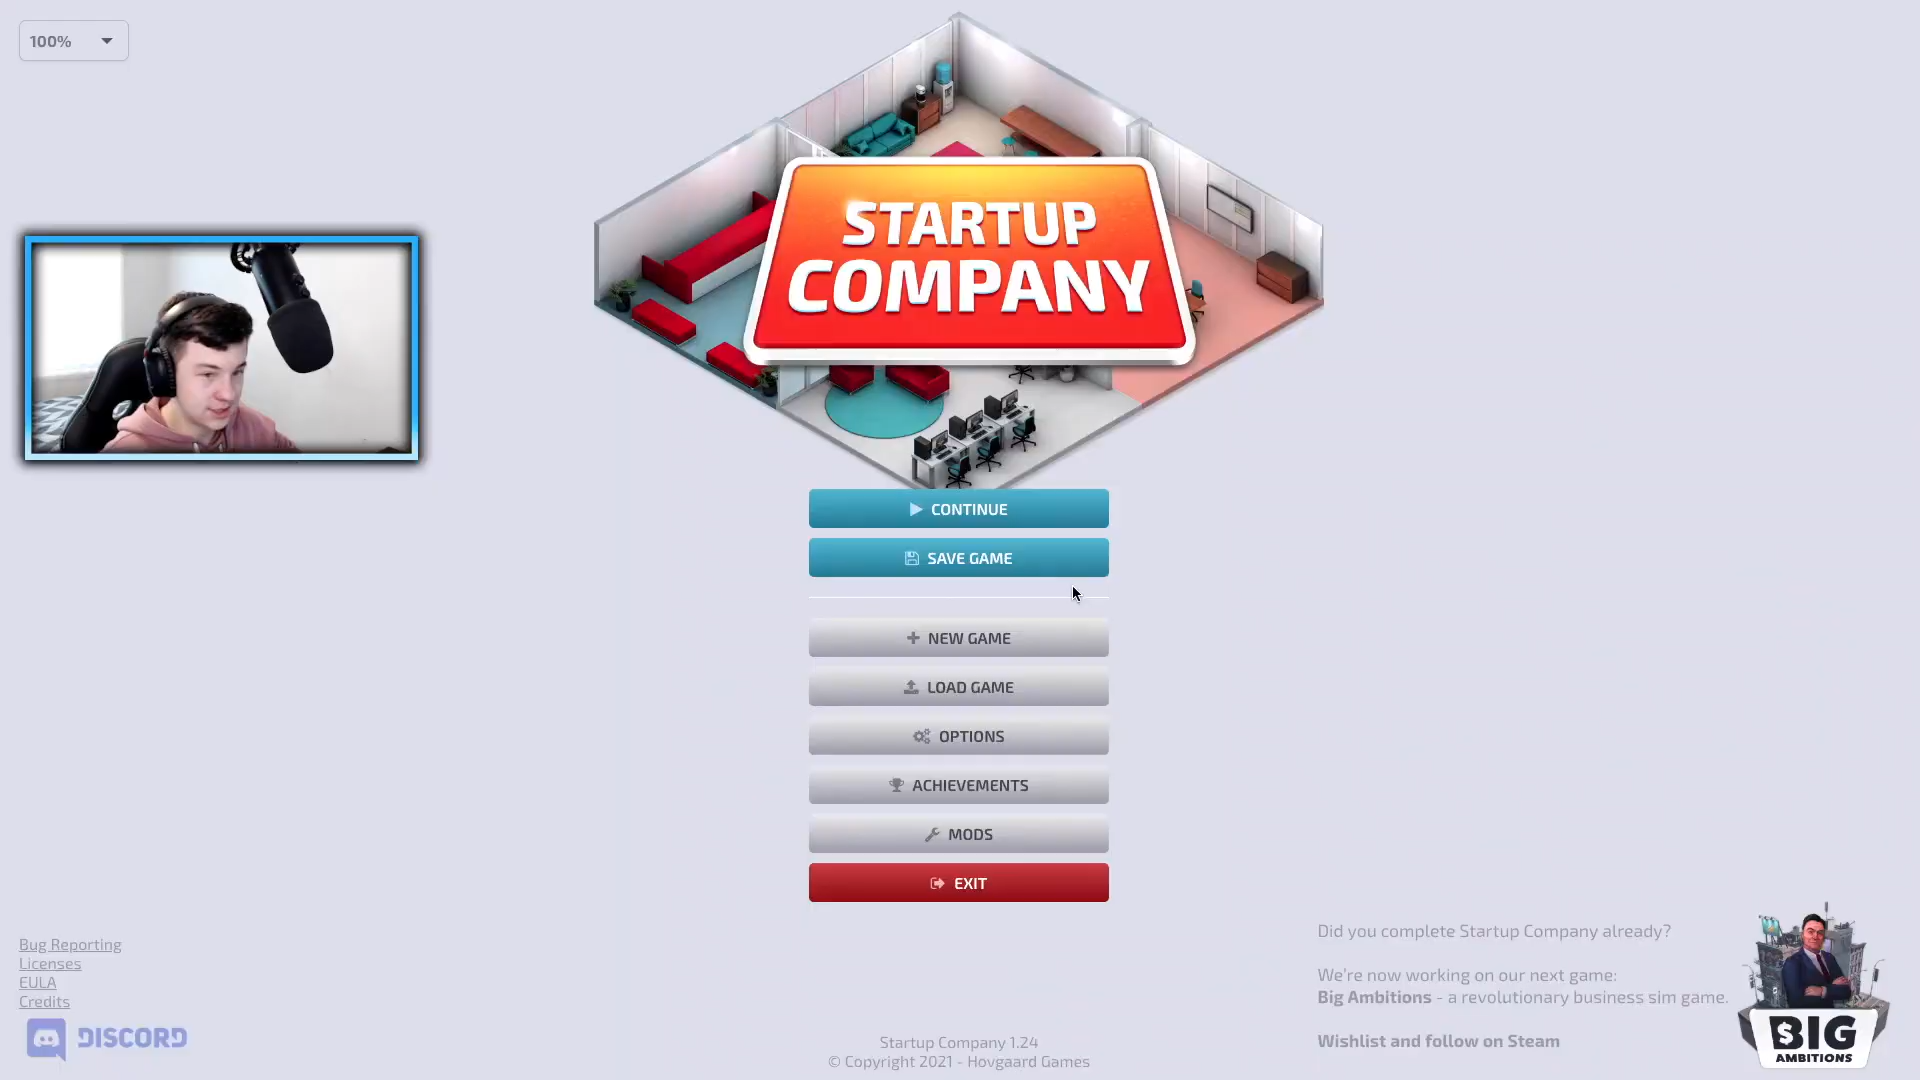 100%
STARTUP
COMPANY
CONTINUE
SAVE GAME
NEW GAME
LOAD GAME
OPTIONS
ACHIEVEMENTS
MODS
EXIT
Bug Reporting
Licenses
EULA
Credits
DISCORD
Startup Company 1.24
© Copyright 2021 - Hovgaard Games
Did you complete Startup Company already?
We're now working on our next game:
Big Ambitions - a revolutionary business sim game.
Wishlist and follow on Steam
BIG
AMBITIONS